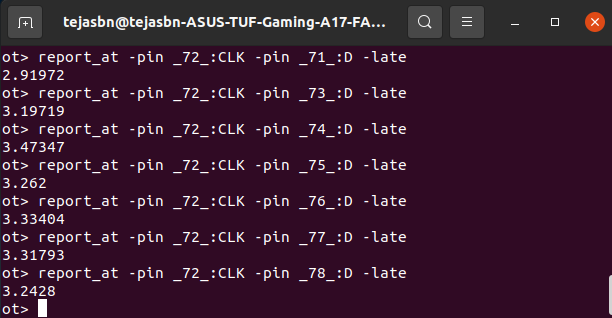 tejasbn@tejasbn-ASUS-TUF-Gaming-A17-FA...
ot> report_at -pin _72_:CLK -pin _71_:D -late
2.91972
ot> report_at -pin _72_:CLK -pin _73_:D -late
3.19719
ot> report_at -pin _72_:CLK -pin _74_:D -late
3.47347
ot> report_at -pin _72_:CLK -pin _75_:D -late
3.262
ot> report_at -pin _72_:CLK -pin _76_:D -late
3.33404
ot> report_at -pin _72_:CLK -pin _77_:D -late
3.31793
ot> report_at -pin _72_:CLK -pin _78_:D -late
3.2428
ot>